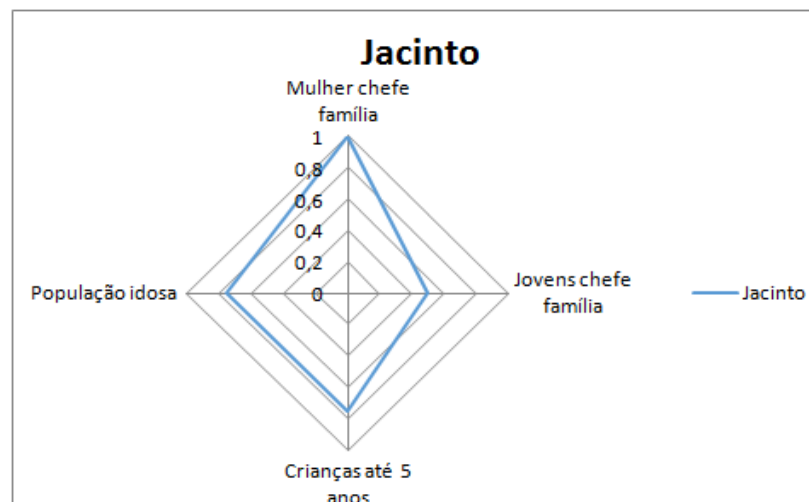 Jacinto
Mulher chefe
família
1
0,8
0,6
0,4
0,2
0
População idosa
Jovens chefe
família
Jacinto
Crianças até 5
anos